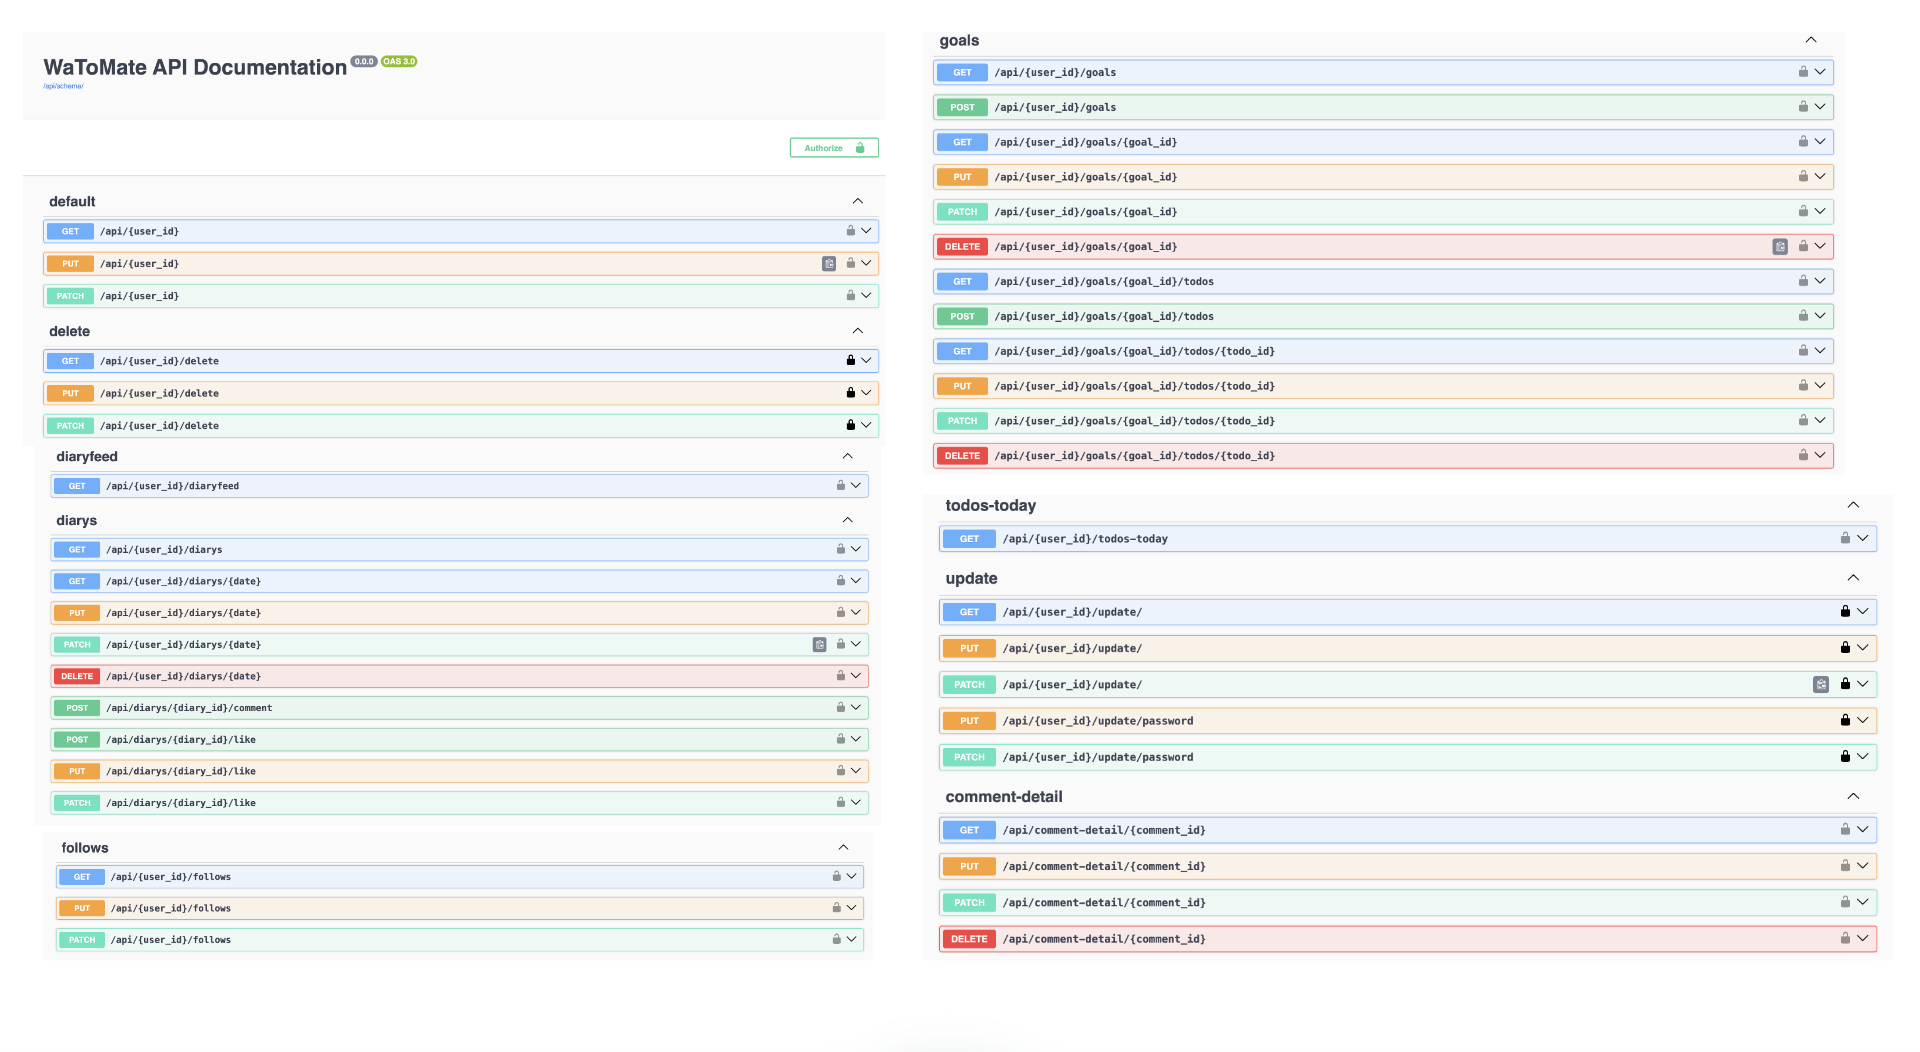 WaToMate API Documentation 0.0.0 OAS 3.0
/api/schema/
Authorize
default
GET /api/{user_id}
PUT /api/{user_id}
PATCH /api/{user_id}
delete
GET /api/{user_id}/delete
PUT /api/{user_id}/delete
PATCH /api/{user_id}/delete
diaryfeed
GET /api/{user_id}/diaryfeed
diarys
GET /api/{user_id}/diarys
GET /api/{user_id}/diarys/{date}
PUT /api/{user_id}/diarys/{date}
PATCH /api/{user_id}/diarys/{date}
DELETE /api/{user_id}/diarys/{date}
POST /api/diarys/{diary_id}/comment
POST /api/diarys/{diary_id}/like
PUT /api/diarys/{diary_id}/like
PATCH /api/diarys/{diary_id}/like
follows
GET /api/{user_id}/follows
PUT /api/{user_id}/follows
PATCH /api/{user_id}/follows
goals
GET /api/{user_id}/goals
POST /api/{user_id}/goals
GET /api/{user_id}/goals/{goal_id}
PUT /api/{user_id}/goals/{goal_id}
PATCH /api/{user_id}/goals/{goal_id}
DELETE /api/{user_id}/goals/{goal_id}
GET /api/{user_id}/goals/{goal_id}/todos
POST /api/{user_id}/goals/{goal_id}/todos
GET /api/{user_id}/goals/{goal_id}/todos/{todo_id}
PUT /api/{user_id}/goals/{goal_id}/todos/{todo_id}
PATCH /api/{user_id}/goals/{goal_id}/todos/{todo_id}
DELETE /api/{user_id}/goals/{goal_id}/todos/{todo_id}
todos-today
GET /api/{user_id}/todos-today
update
GET /api/{user_id}/update/
PUT /api/{user_id}/update/
PATCH /api/{user_id}/update/
PUT /api/{user_id}/update/password
PATCH /api/{user_id}/update/password
comment-detail
GET /api/comment-detail/{comment_id}
PUT /api/comment-detail/{comment_id}
PATCH /api/comment-detail/{comment_id}
DELETE /api/comment-detail/{comment_id}